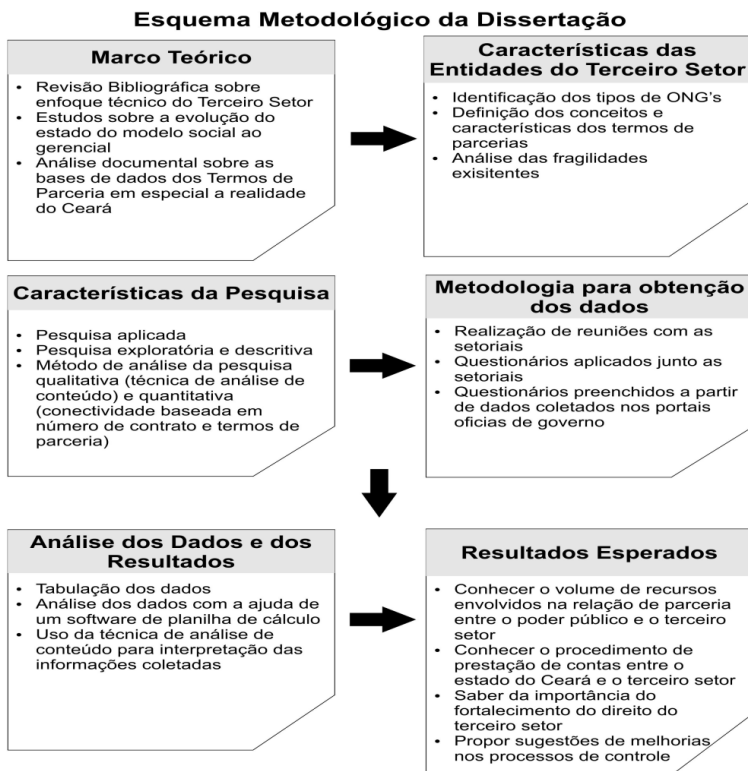 Esquema Metodológico da Dissertação
Marco Teórico
• Revisão Bibliográfica sobre
enfoque técnico do Terceiro Setor
• Estudos sobre a evolução do
estado do modelo social ao
gerencial
• Análise documental sobre as
bases de dados dos Termos de
Parceria em especial a realidade
do Ceará
Características das
Entidades do Terceiro Setor
• Identificação dos tipos de ONG's
• Definição dos conceitos e
características dos termos de
parcerias
• Análise das fragilidades
exisitentes
Características da Pesquisa
• Pesquisa aplicada
• Pesquisa exploratória e descritiva
• Método de análise da pesquisa
qualitativa (técnica de análise de
conteúdo) e quantitativa
(conectividade baseada em
número de contrato e termos de
parceria)
Metodologia para obtenção
dos dados
• Realização de reuniões com as
setoriais
• Questionários aplicados junto as
setoriais
• Questionários preenchidos a partir
de dados coletados nos portais
oficias de governo
Análise dos Dados e dos
Resultados
• Tabulação dos dados
• Análise dos dados com a ajuda de
um software de planilha de cálculo
• Uso da técnica de análise de
conteúdo para interpretação das
informações coletadas
Resultados Esperados
• Conhecer o volume de recursos
envolvidos na relação de parceria
entre o poder público e o terceiro
setor
• Conhecer o procedimento de
prestação de contas entre o
estado do Ceará e o terceiro setor
• Saber da importância do
fortalecimento do direito do
terceiro setor
• Propor sugestões de melhorias
nos processos de controle